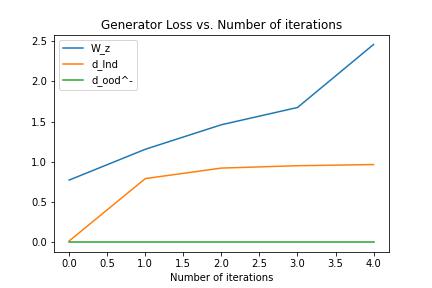 Generator Loss vs. Number of iterations
W_z
d_Ind
d_ood^-
2.5
2.0
1.5
1.0
0.5
0.0
0.0 0.5 1.0 1.5 2.0 2.5 3.0 3.5 4.0
Number of iterations